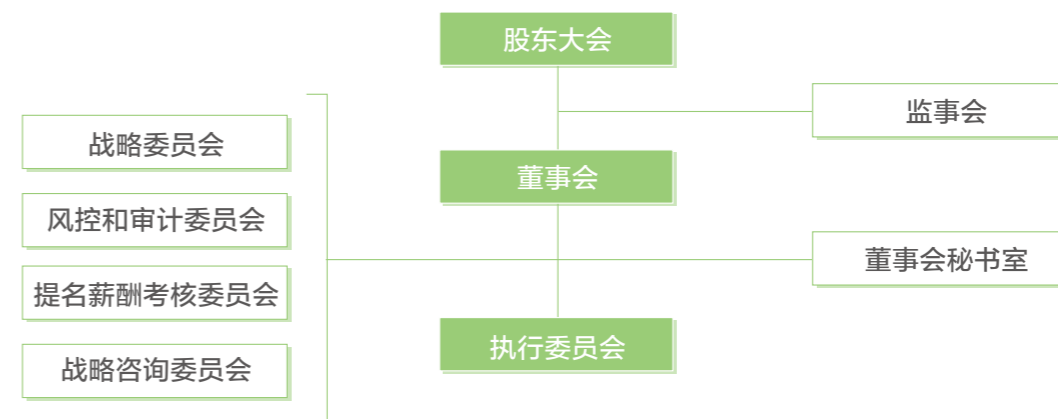 股东大会
监事会
战略委员会
董事会
风控和审计委员会
董事会秘书室
提名薪酬考核委员会
执行委员会
战略咨询委员会